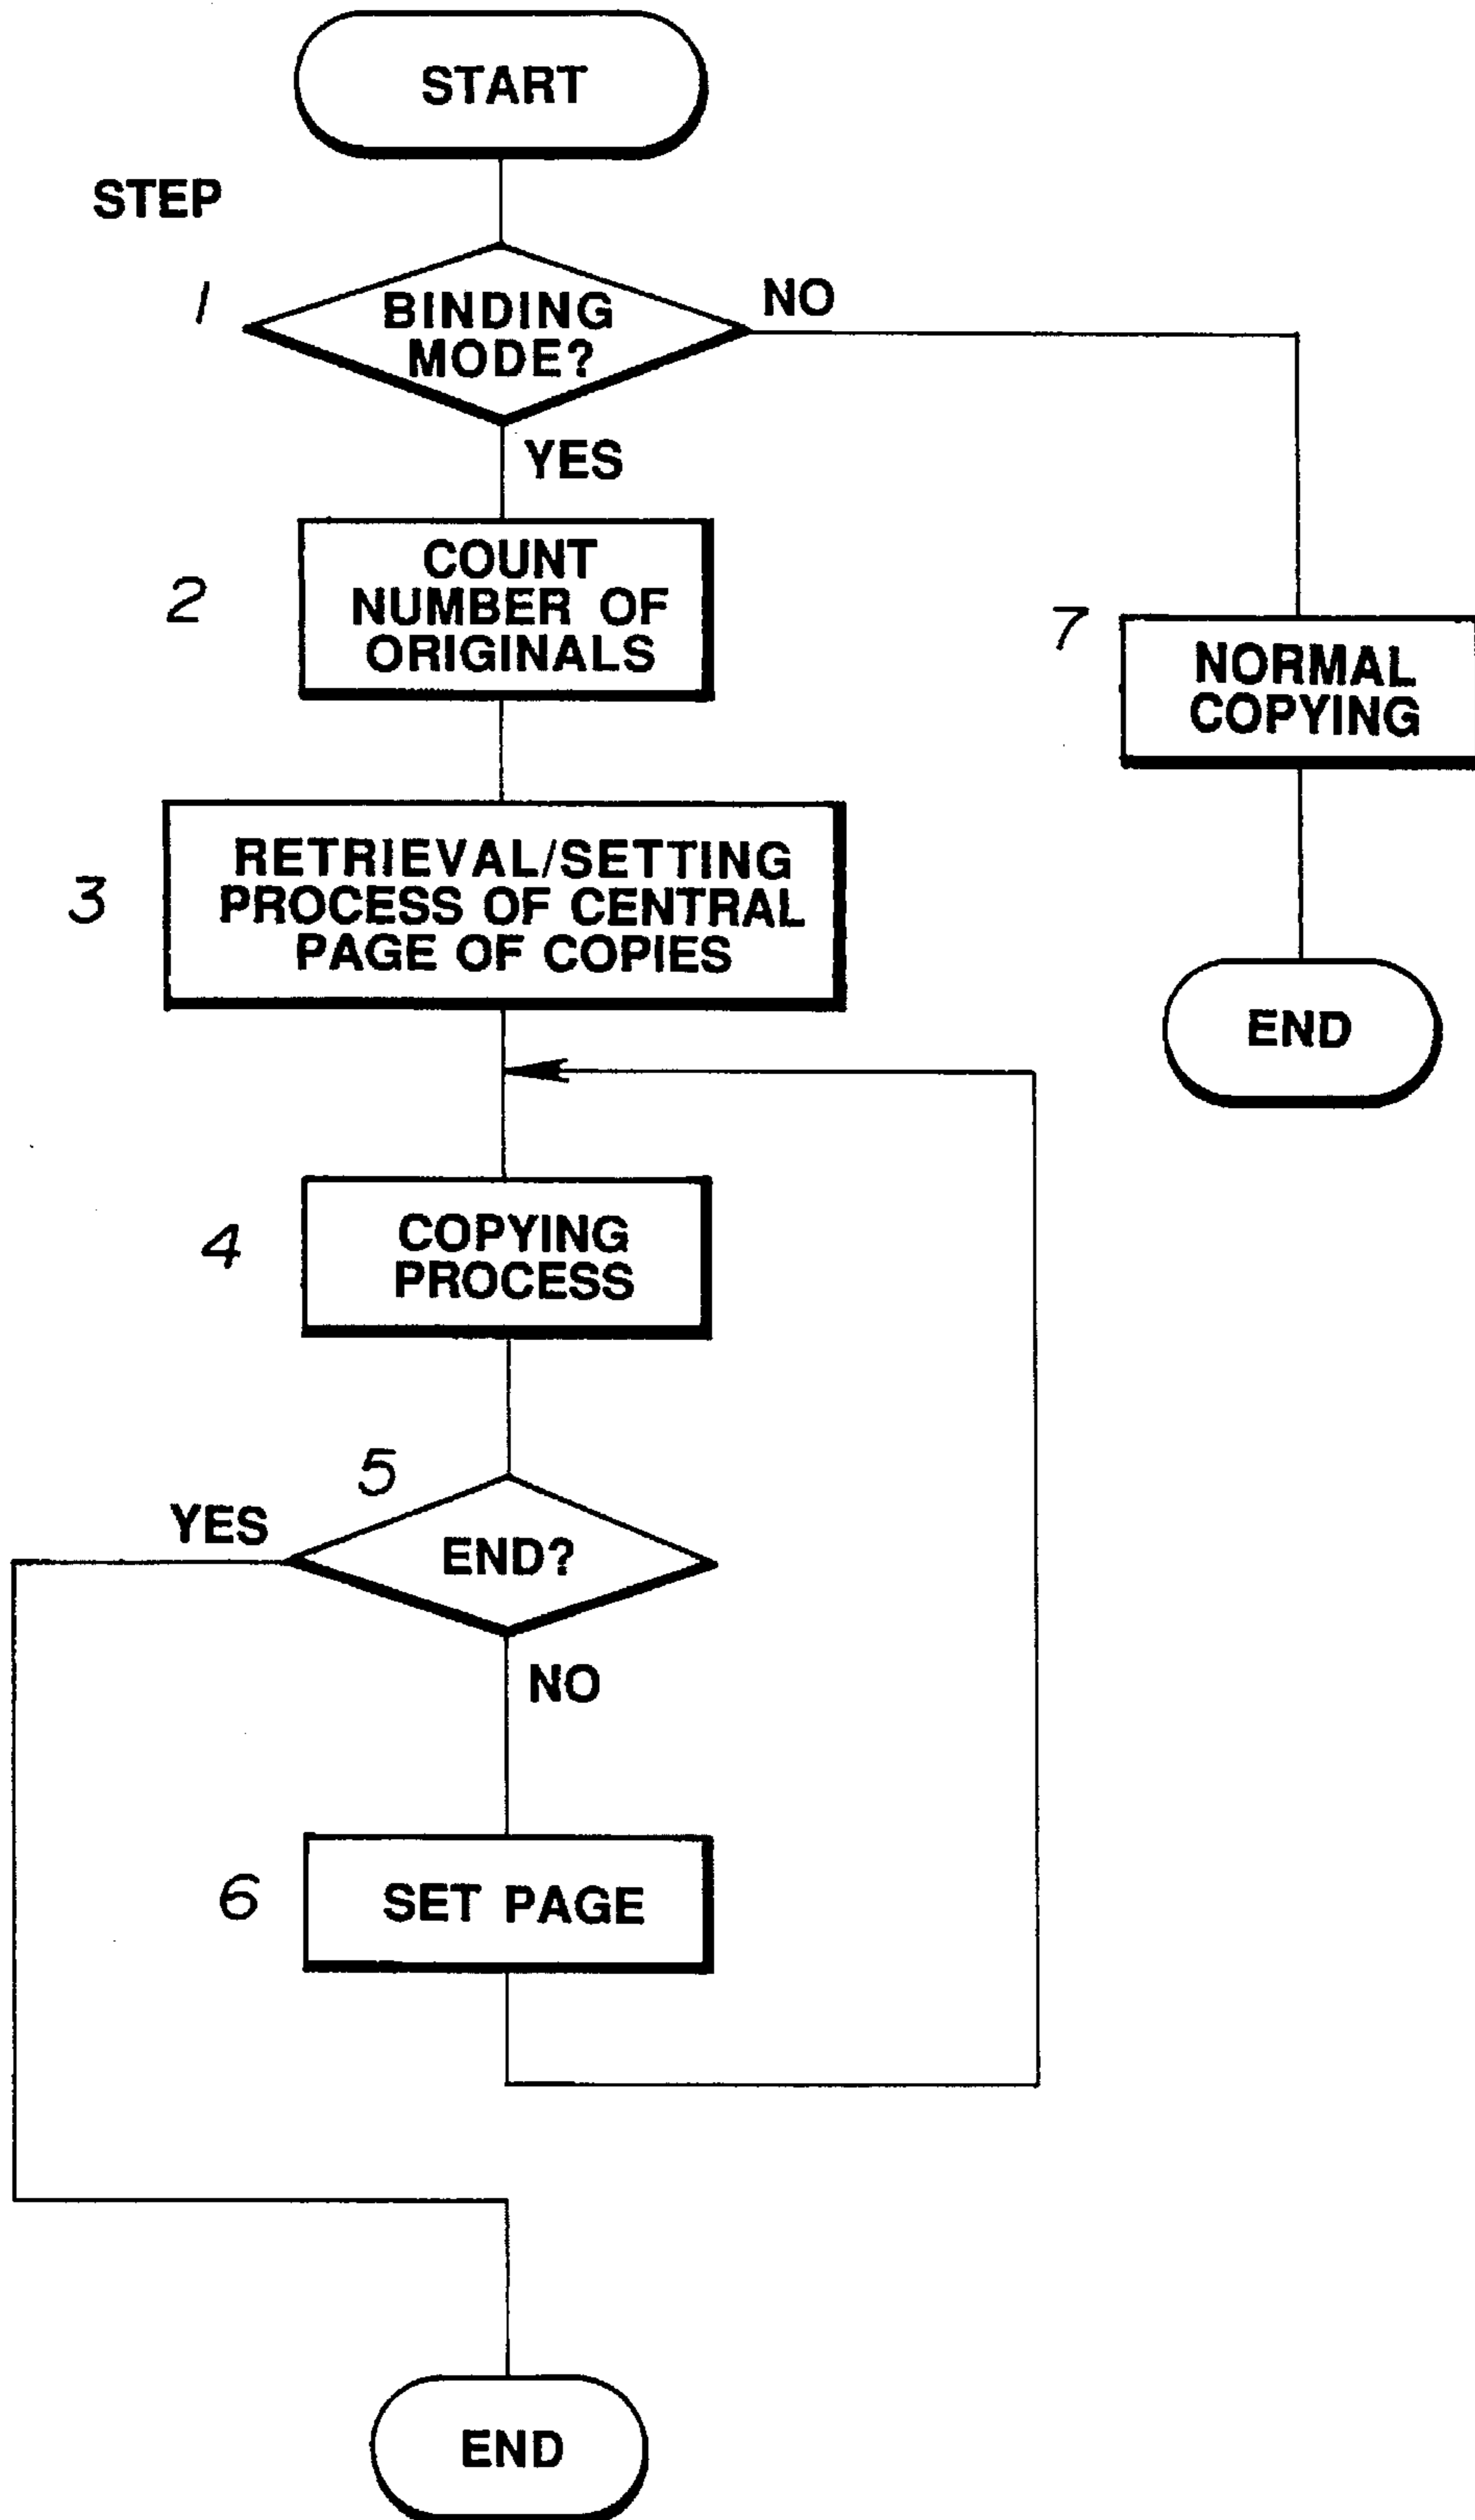 START
STEP
1
BINDING
MODE?
NO
YES
2
COUNT
NUMBER OF
ORIGINALS
7
NORMAL
COPYING
3
RETRIEVAL/SETTING
PROCESS OF CENTRAL
PAGE OF COPIES
END
4
COPYING
PROCESS
5
YES
END?
NO
6
SET PAGE
END